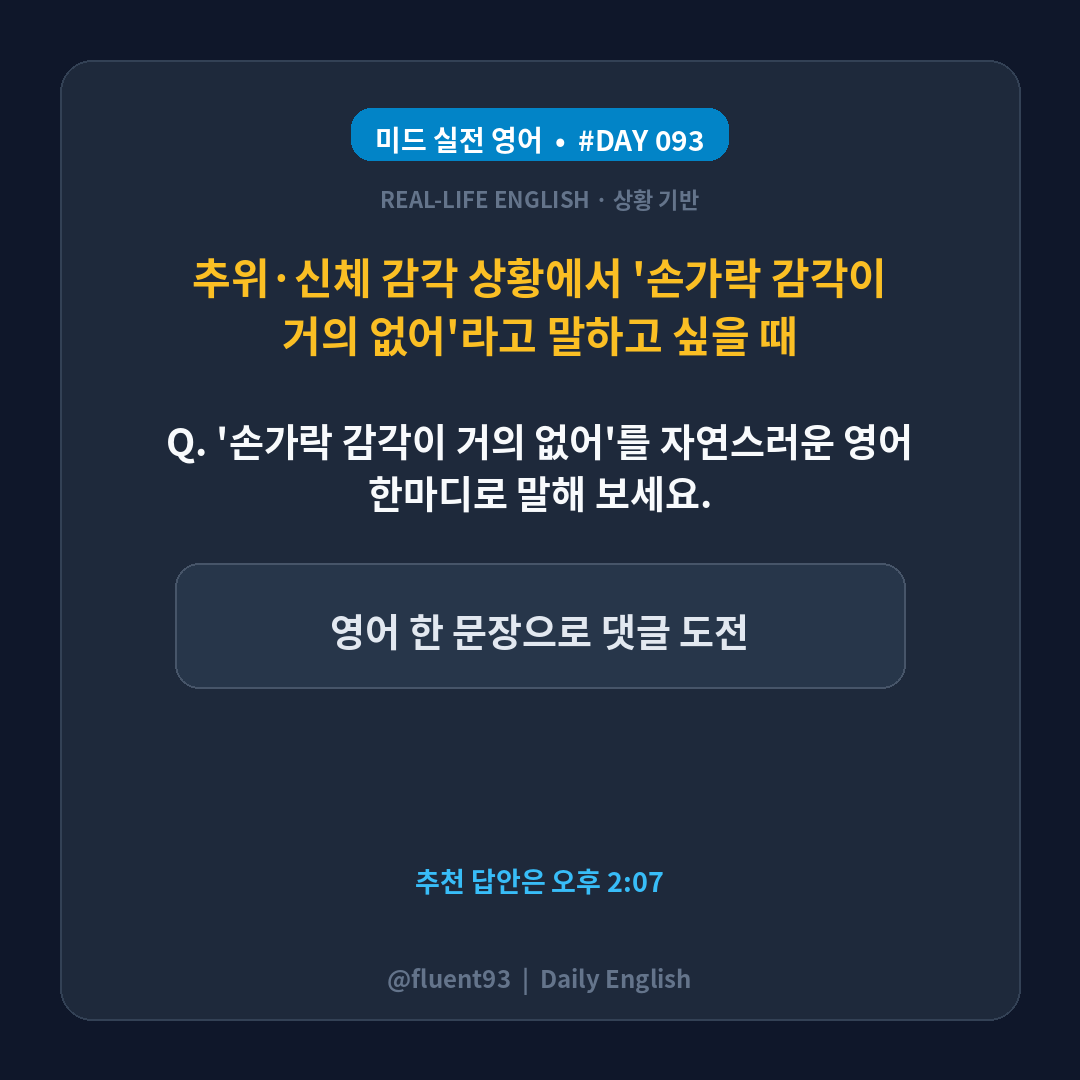 미드 실전 영어 • #DAY 093
REAL-LIFE ENGLISH · 상황 기반
추위·신체 감각 상황에서 '손가락 감각이
거의 없어'라고 말하고 싶을 때
Q. '손가락 감각이 거의 없어'를 자연스러운 영어
한마디로 말해 보세요.
영어 한 문장으로 댓글 도전
추천 답안은 오후 2:07
@fluent93 | Daily English